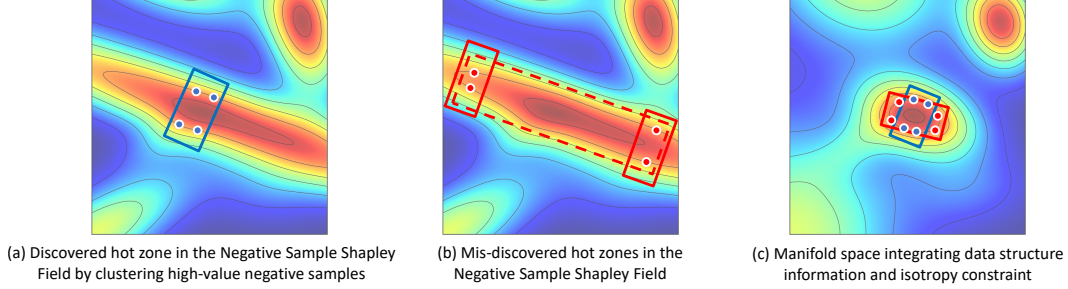 (a) Discovered hot zone in the Negative Sample Shapley
Field by clustering high-value negative samples
(b) Mis-discovered hot zones in the
Negative Sample Shapley Field
(c) Manifold space integrating data structure
information and isotropy constraint